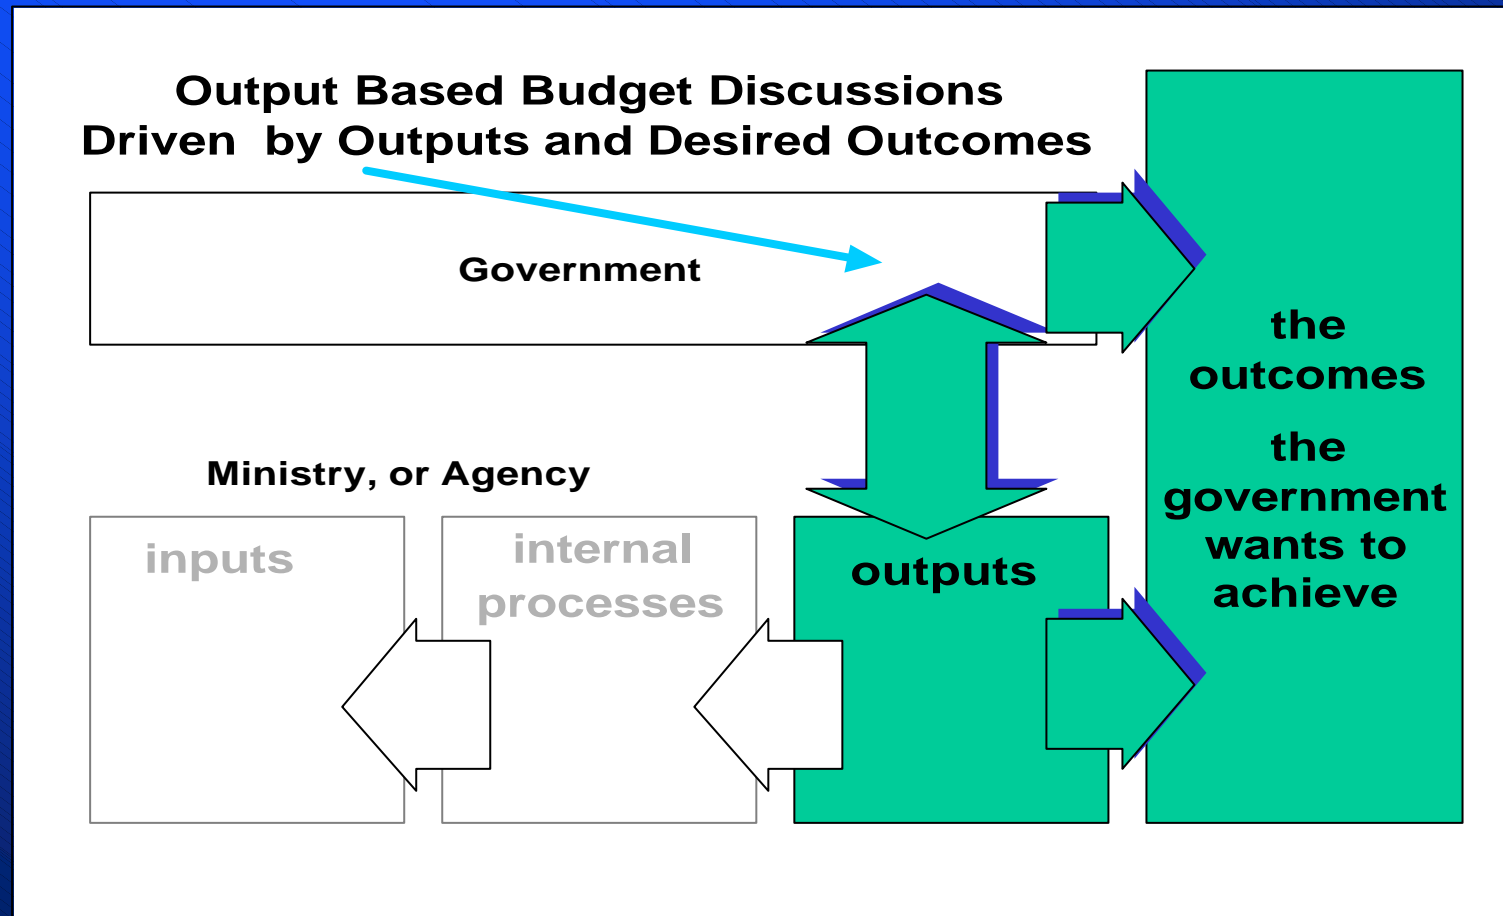 Output Based Budget Discussions
Driven by Outputs and Desired Outcomes
Government
the
outcomes
the
government
wants to
achieve
Ministry, or Agency
inputs
internal
processes
outputs